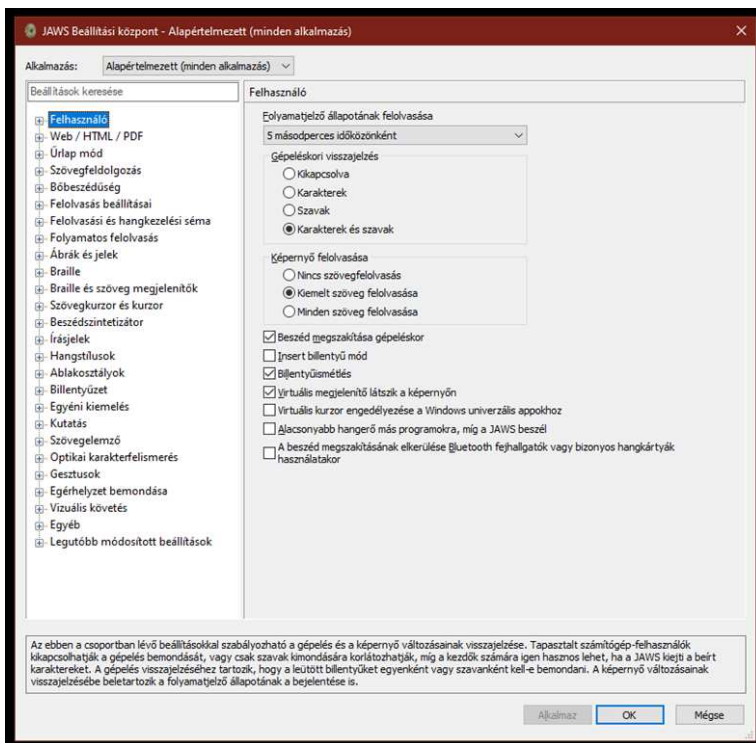 JAWS Beállítási központ - Alapértelmezett (minden alkalmazás)
Alkalmazás: Alapértelmezett (minden alkalmazás)
Beállítások keresése
Felhasználó
Web / HTML / PDF
Űrlap mód
Szövegfeldolgozás
Bőbeszédűség
Felolvasás beállításai
Felolvasási és hangkezelési séma
Folyamatos felolvasás
Ábrák és jelek
Braille
Braille és szöveg megjelenítők
Szövegkurzor és kurzor
Beszédszintetizátor
Írásjelek
Hangstílusok
Ablakosztályok
Billentyűzet
Egyéni kiemelés
Kutatás
Szövegelemző
Optikai karakterfelismerés
Gesztusok
Egérhelyzet bemondása
Vizuális követés
Egyéb
Legutóbb módosított beállítások
Felhasználó
Folyamatjelző állapotának felolvasása
5 másodperces időközönként
Gépeléskori visszajelzés
Kikapcsolva
Karakterek
Szavak
Karakterek és szavak
Képernyő felolvasása
Nincs szövegfelolvasás
Kiemelt szöveg felolvasása
Minden szöveg felolvasása
Beszéd megszakítása gépeléskor
Insert billentyű mód
Billentyűismétlés
Virtuális megjelenítő látszik a képernyőn
Virtuális kurzor engedélyezése a Windows univerzális appokhoz
Alacsonyabb hangerő más programokra, míg a JAWS beszél
A beszéd megszakításának elkerülése Bluetooth fejhallgatók vagy bizonyos hangkártyák
használatakor
Az ebben a csoportban lévő beállításokkal szabályozható a gépelés és a képernyő változásainak visszajelzése. Tapasztalt számítógép-felhasználók
kikapcsolhatják a gépelés bemondását, vagy csak szavak kimondására korlátozhatják, míg a kezdők számára igen hasznos lehet, ha a JAWS kiejti a beírt
karaktereket. A gépelés visszajelzéséhez tartozik, hogy a leütött billentyűket egyenként vagy szavanként kell-e bemondani. A képernyő változásainak
visszajelzésébe beletartozik a folyamatjelző állapotának a bejelentése is.
Alkalmaz OK Mégse